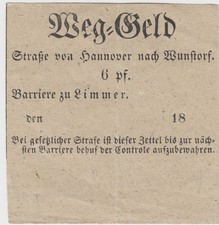 Weg=Geld
Straße von Hannover nach Wunstorf.
6 pf.
Barriere zu Limmer.
den 18
Bei gesetzlicher Strafe ist dieser Zettel bis zur näch=
sten Barriere behuf der Controle aufzubewahren.